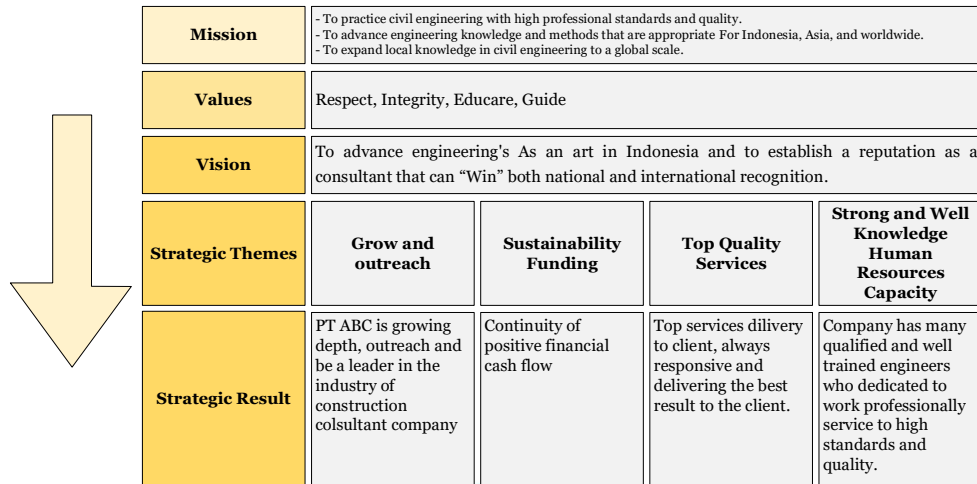 Mission
- To practice civil engineering with high professional standards and quality.
- To advance engineering knowledge and methods that are appropriate For Indonesia, Asia, and worldwide.
- To expand local knowledge in civil engineering to a global scale.
Values
Respect, Integrity, Educare, Guide
Vision
To advance engineering's As an art in Indonesia and to establish a reputation as a
consultant that can “Win” both national and international recognition.
Strategic Themes
Grow and
outreach
Sustainability
Funding
Top Quality
Services
Strong and Well
Knowledge
Human
Resources
Capacity
Strategic Result
PT ABC is growing
depth, outreach and
be a leader in the
industry of
construction
colsultant company
Continuity of
positive financial
cash flow
Top services dilivery
to client, always
responsive and
delivering the best
result to the client.
Company has many
qualified and well
trained engineers
who dedicated to
work professionally
service to high
standards and
quality.